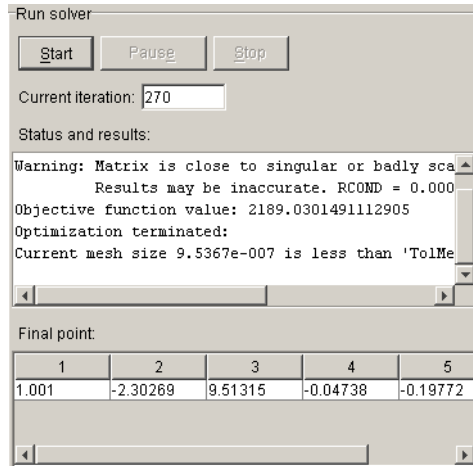 Run solver
Start Pause Stop
Current iteration: 270
Status and results:
Warning: Matrix is close to singular or badly sca
Results may be inaccurate. RCOND = 0.000
Objective function value: 2189.0301491112905
Optimization terminated:
Current mesh size 9.5367e-007 is less than 'TolMe
Final point:
1 2 3 4 5
1.001 -2.30269 9.51315 -0.04738 -0.19772